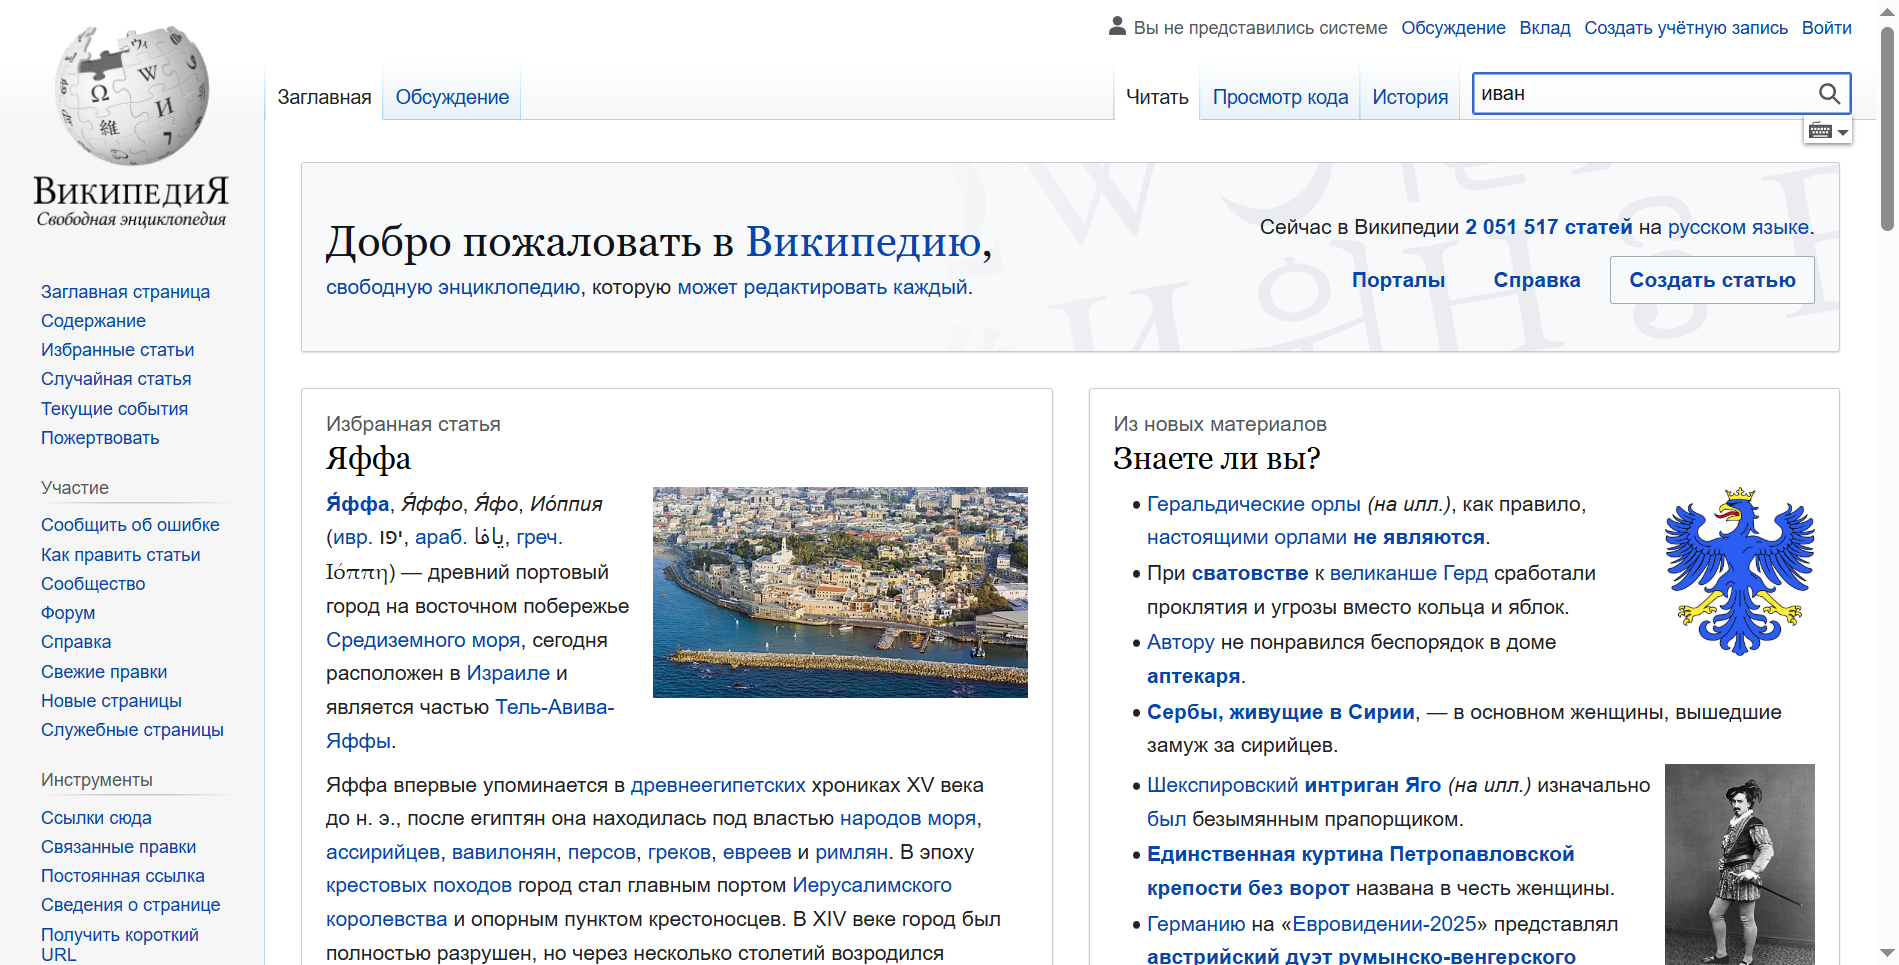 Вы не представились системе Обсуждение Вклад Создать учётную запись Войти
Заглавная Обсуждение Читать Просмотр кода История иван
Ω W И 維 7
ВикипедиЯ
Свободная энциклопедия
Заглавная страница
Содержание
Избранные статьи
Случайная статья
Текущие события
Пожертвовать
Участие
Сообщить об ошибке
Как править статьи
Сообщество
Форум
Справка
Свежие правки
Новые страницы
Служебные страницы
Инструменты
Ссылки сюда
Связанные правки
Постоянная ссылка
Сведения о странице
Получить короткий
URL
Добро пожаловать в Википедию,
свободную энциклопедию, которую может редактировать каждый.
Сейчас в Википедии 2 051 517 статей на русском языке.
Порталы Справка Создать статью
Избранная статья
Яффа
Я́ффа, Я́ффо, Я́фо, Ио́ппия
(ивр. יפו‎, араб. يافا‎, греч.
Ιόππη) — древний портовый
город на восточном побережье
Средиземного моря, сегодня
расположен в Израиле и
является частью Тель-Авива-
Яффы.
Яффа впервые упоминается в древнеегипетских хрониках XV века
до н. э., после египтян она находилась под властью народов моря,
ассирийцев, вавилонян, персов, греков, евреев и римлян. В эпоху
крестовых походов город стал главным портом Иерусалимского
королевства и опорным пунктом крестоносцев. В XIV веке город был
полностью разрушен, но через несколько столетий возродился
Из новых материалов
Знаете ли вы?
Геральдические орлы (на илл.), как правило,
настоящими орлами не являются.
При сватовстве к великанше Герд сработали
проклятия и угрозы вместо кольца и яблок.
Автору не понравился беспорядок в доме
аптекаря.
Сербы, живущие в Сирии, — в основном женщины, вышедшие
замуж за сирийцев.
Шекспировский интриган Яго (на илл.) изначально
был безымянным прапорщиком.
Единственная куртина Петропавловской
крепости без ворот названа в честь женщины.
Германию на «Евровидении-2025» представлял
австрийский дуэт румынско-венгерского